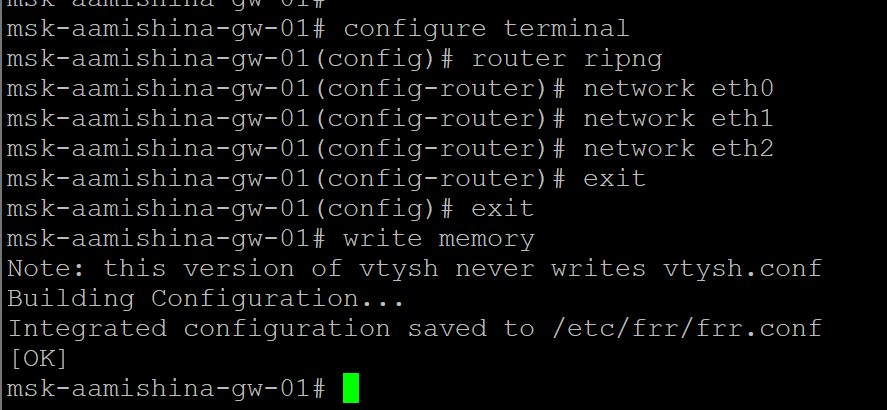 msk-aamishina-gw-01#
msk-aamishina-gw-01# configure terminal
msk-aamishina-gw-01(config)# router ripng
msk-aamishina-gw-01(config-router)# network eth0
msk-aamishina-gw-01(config-router)# network eth1
msk-aamishina-gw-01(config-router)# network eth2
msk-aamishina-gw-01(config-router)# exit
msk-aamishina-gw-01(config)# exit
msk-aamishina-gw-01# write memory
Note: this version of vtysh never writes vtysh.conf
Building Configuration...
Integrated configuration saved to /etc/frr/frr.conf
[OK]
msk-aamishina-gw-01#